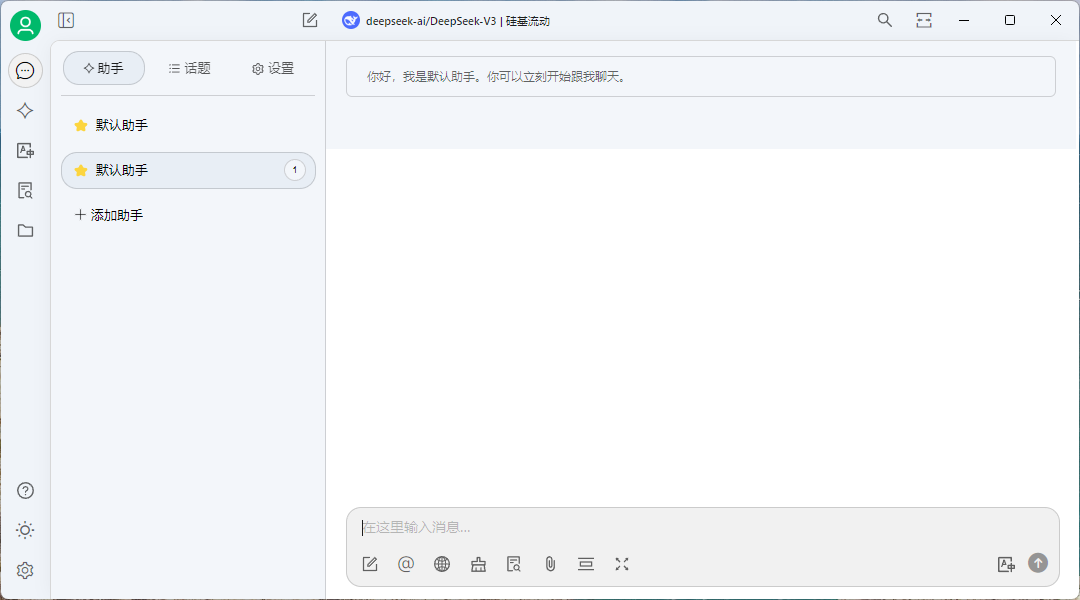 deepseek-ai/DeepSeek-V3 | 硅基流动
助手 话题 设置
默认助手
默认助手 1
添加助手
你好，我是默认助手。你可以立刻开始跟我聊天。
在这里输入消息...